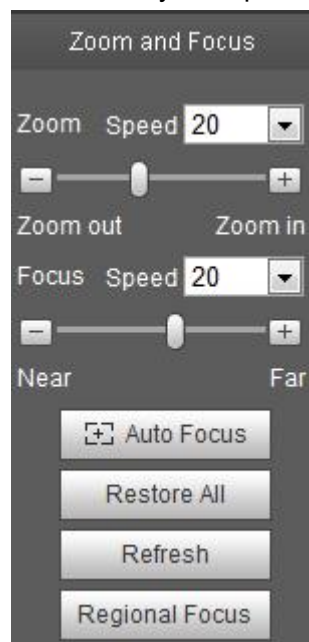 Zoom and Focus
Zoom Speed 20
Zoom out Zoom in
Focus Speed 20
Near Far
Auto Focus
Restore All
Refresh
Regional Focus